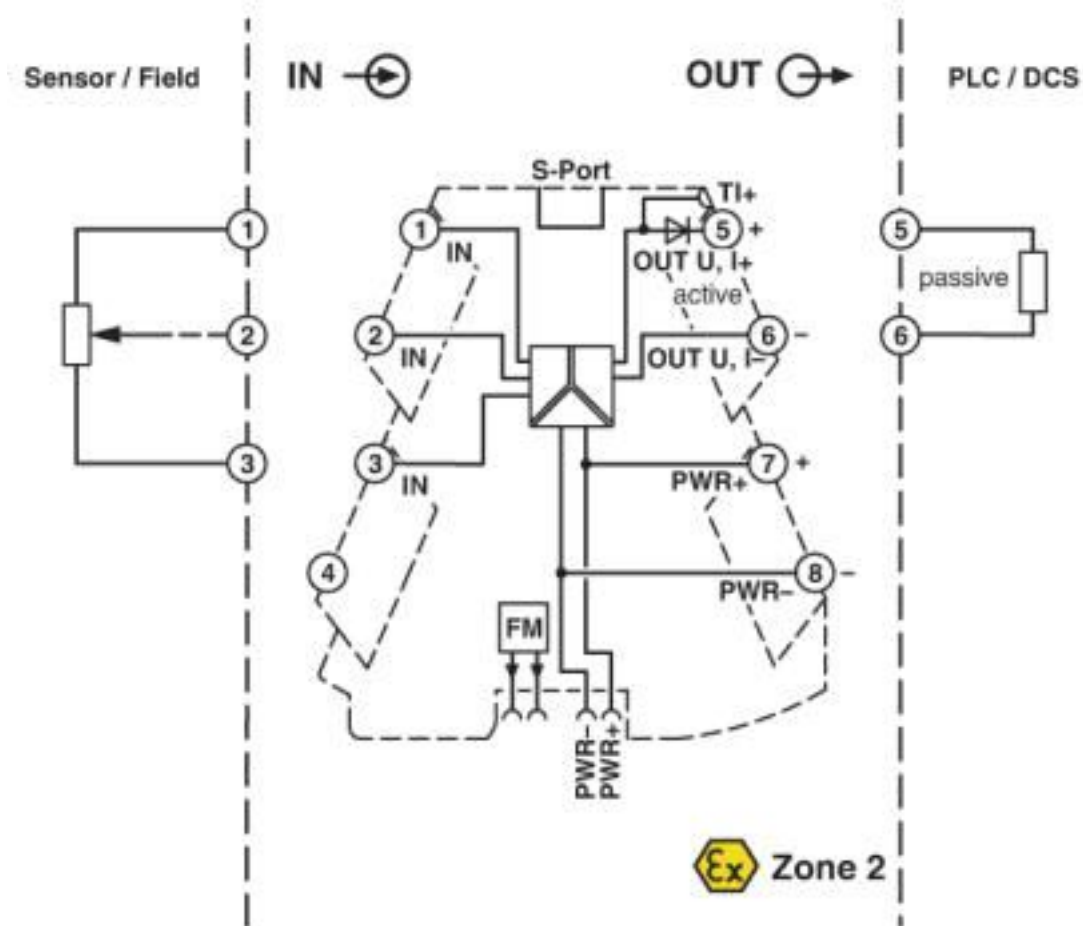 Sensor / Field
IN
OUT
PLC / DCS
S-Port
TI+
1
1
IN
5
+
OUT U, I+
active
5
passive
2
2
IN
6
–
OUT U, I–
6
3
3
IN
7
+
PWR+
4
8
–
PWR–
FM
PWR–
PWR+
Ex
Zone 2